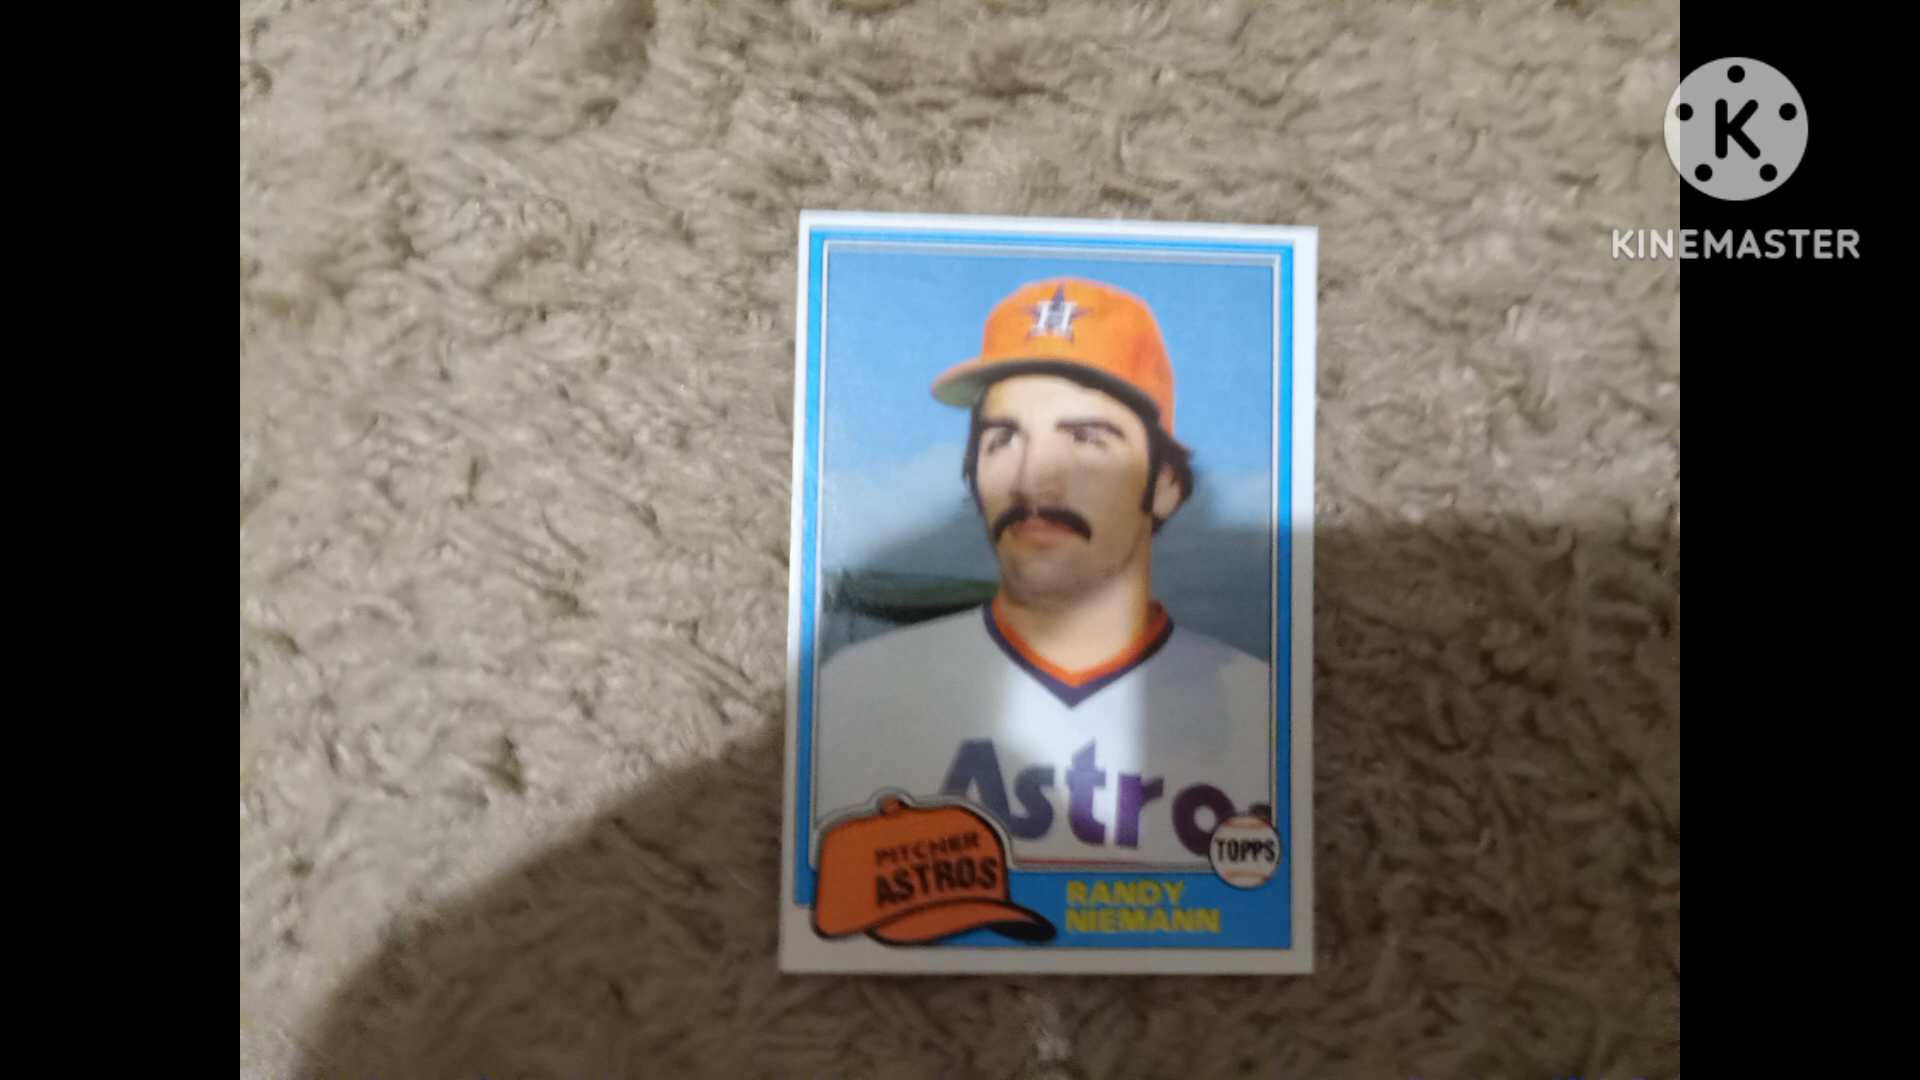 K
KINEMASTER
H
Astros
PITCHER
ASTROS
TOPPS
RANDY
NIEMANN